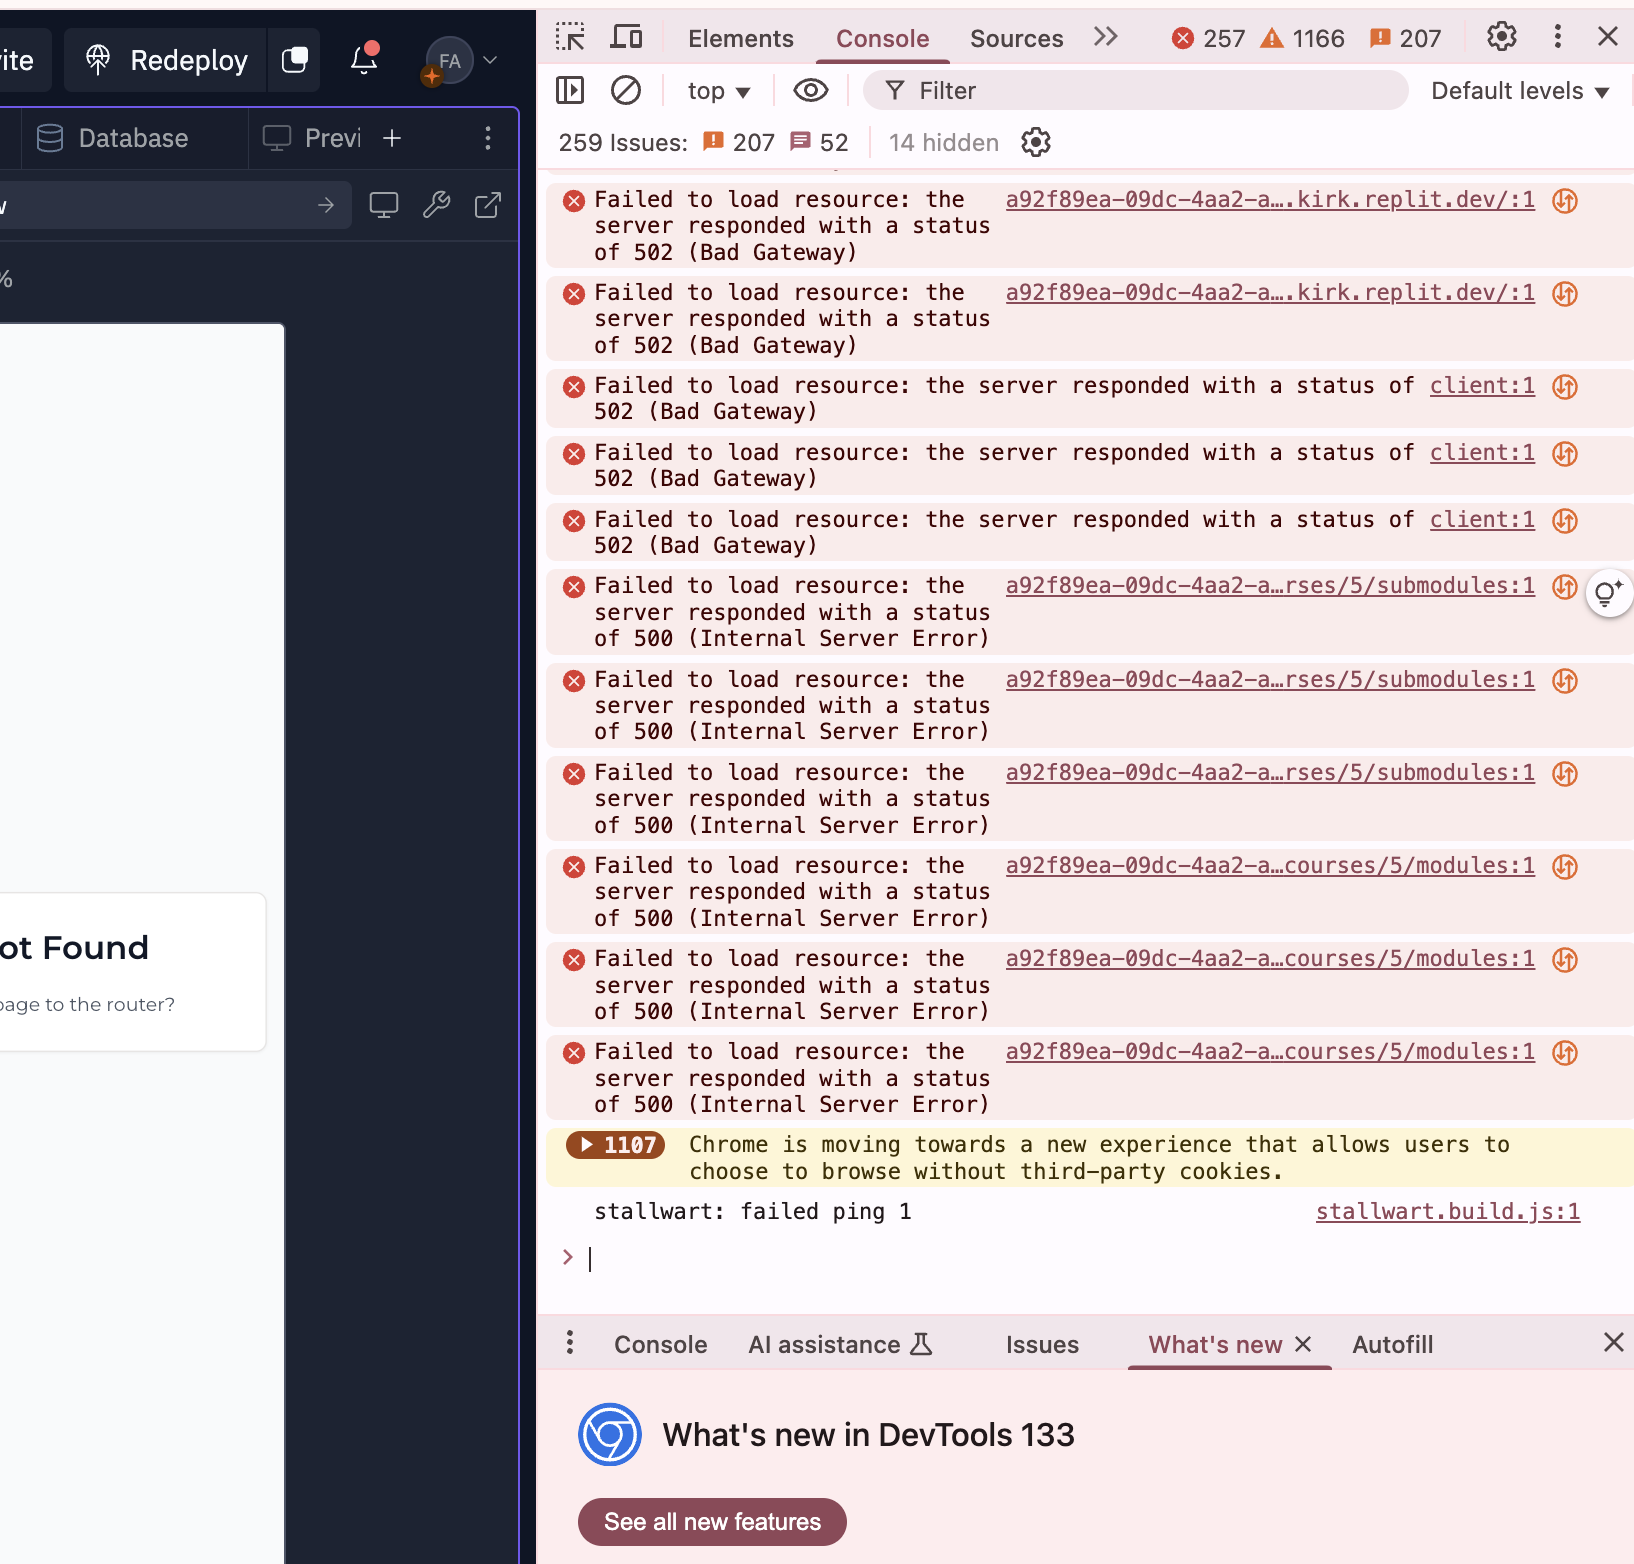 ite
Redeploy
FA
Database
Previ
%
ot Found
page to the router?
Elements
Console
Sources
257
1166
207
top
Filter
Default levels
259 Issues:
207
52
14 hidden
Failed to load resource: the a92f89ea-09dc-4aa2-a….kirk.replit.dev/:1
server responded with a status
of 502 (Bad Gateway)
Failed to load resource: the a92f89ea-09dc-4aa2-a….kirk.replit.dev/:1
server responded with a status
of 502 (Bad Gateway)
Failed to load resource: the server responded with a status of client:1
502 (Bad Gateway)
Failed to load resource: the server responded with a status of client:1
502 (Bad Gateway)
Failed to load resource: the server responded with a status of client:1
502 (Bad Gateway)
Failed to load resource: the a92f89ea-09dc-4aa2-a…rses/5/submodules:1
server responded with a status
of 500 (Internal Server Error)
Failed to load resource: the a92f89ea-09dc-4aa2-a…rses/5/submodules:1
server responded with a status
of 500 (Internal Server Error)
Failed to load resource: the a92f89ea-09dc-4aa2-a…rses/5/submodules:1
server responded with a status
of 500 (Internal Server Error)
Failed to load resource: the a92f89ea-09dc-4aa2-a…courses/5/modules:1
server responded with a status
of 500 (Internal Server Error)
Failed to load resource: the a92f89ea-09dc-4aa2-a…courses/5/modules:1
server responded with a status
of 500 (Internal Server Error)
Failed to load resource: the a92f89ea-09dc-4aa2-a…courses/5/modules:1
server responded with a status
of 500 (Internal Server Error)
1107 Chrome is moving towards a new experience that allows users to
choose to browse without third-party cookies.
stallwart: failed ping 1 stallwart.build.js:1
Console
AI assistance
Issues
What's new
Autofill
What's new in DevTools 133
See all new features